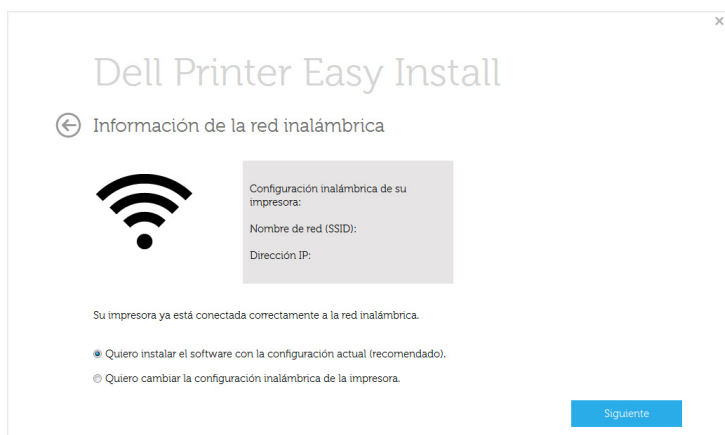 Dell Printer Easy Install
Información de la red inalámbrica
Configuración inalámbrica de su
impresora:
Nombre de red (SSID):
Dirección IP:
Su impresora ya está conectada correctamente a la red inalámbrica.
Quiero instalar el software con la configuración actual (recomendado).
Quiero cambiar la configuración inalámbrica de la impresora.
Siguiente